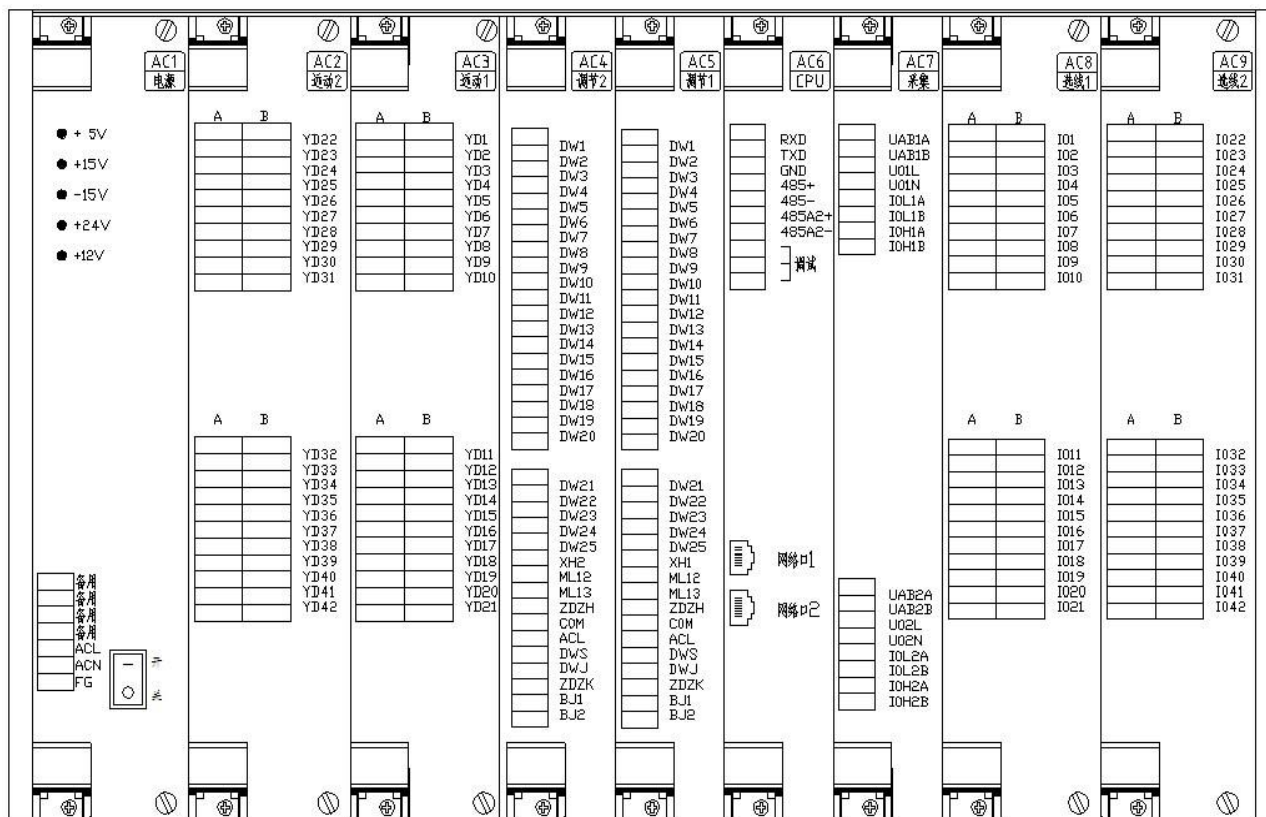 AC1
电源
+ 5V
+15V
-15V
+24V
+12V
备用
备用
备用
备用
ACL
ACN
FG
开
关
AC2
远动2
A B
YD22
YD23
YD24
YD25
YD26
YD27
YD28
YD29
YD30
YD31
A B
YD32
YD33
YD34
YD35
YD36
YD37
YD38
YD39
YD40
YD41
YD42
AC3
远动1
A B
YD1
YD2
YD3
YD4
YD5
YD6
YD7
YD8
YD9
YD10
A B
YD11
YD12
YD13
YD14
YD15
YD16
YD17
YD18
YD19
YD20
YD21
AC4
调节2
DW1
DW2
DW3
DW4
DW5
DW6
DW7
DW8
DW9
DW10
DW11
DW12
DW13
DW14
DW15
DW16
DW17
DW18
DW19
DW20
DW21
DW22
DW23
DW24
DW25
XH2
ML12
ML13
ZDZH
COM
ACL
DWS
DWJ
ZDZK
BJ1
BJ2
AC5
调节1
DW1
DW2
DW3
DW4
DW5
DW6
DW7
DW8
DW9
DW10
DW11
DW12
DW13
DW14
DW15
DW16
DW17
DW18
DW19
DW20
DW21
DW22
DW23
DW24
DW25
XH1
ML12
ML13
ZDZH
COM
ACL
DWS
DWJ
ZDZK
BJ1
BJ2
AC6
CPU
RXD
TXD
GND
485+
485-
485A2+
485A2-
调试
网络口1
网络口2
AC7
采集
UAB1A
UAB1B
U01L
U01N
I0L1A
I0L1B
I0H1A
I0H1B
UAB2A
UAB2B
U02L
U02N
I0L2A
I0L2B
I0H2A
I0H2B
AC8
选线1
A B
I01
I02
I03
I04
I05
I06
I07
I08
I09
I010
A B
I011
I012
I013
I014
I015
I016
I017
I018
I019
I020
I021
AC9
选线2
A B
I022
I023
I024
I025
I026
I027
I028
I029
I030
I031
A B
I032
I033
I034
I035
I036
I037
I038
I039
I040
I041
I042